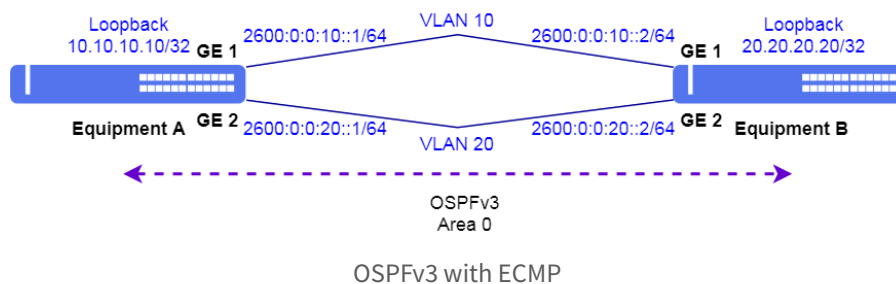 Loopback
10.10.10.10/32
GE 1
2600:0:0:10::1/64
VLAN 10
2600:0:0:10::2/64
GE 1
Loopback
20.20.20.20/32
Equipment A
GE 2
2600:0:0:20::1/64
VLAN 20
2600:0:0:20::2/64
GE 2
Equipment B
OSPFv3
Area 0
OSPFv3 with ECMP